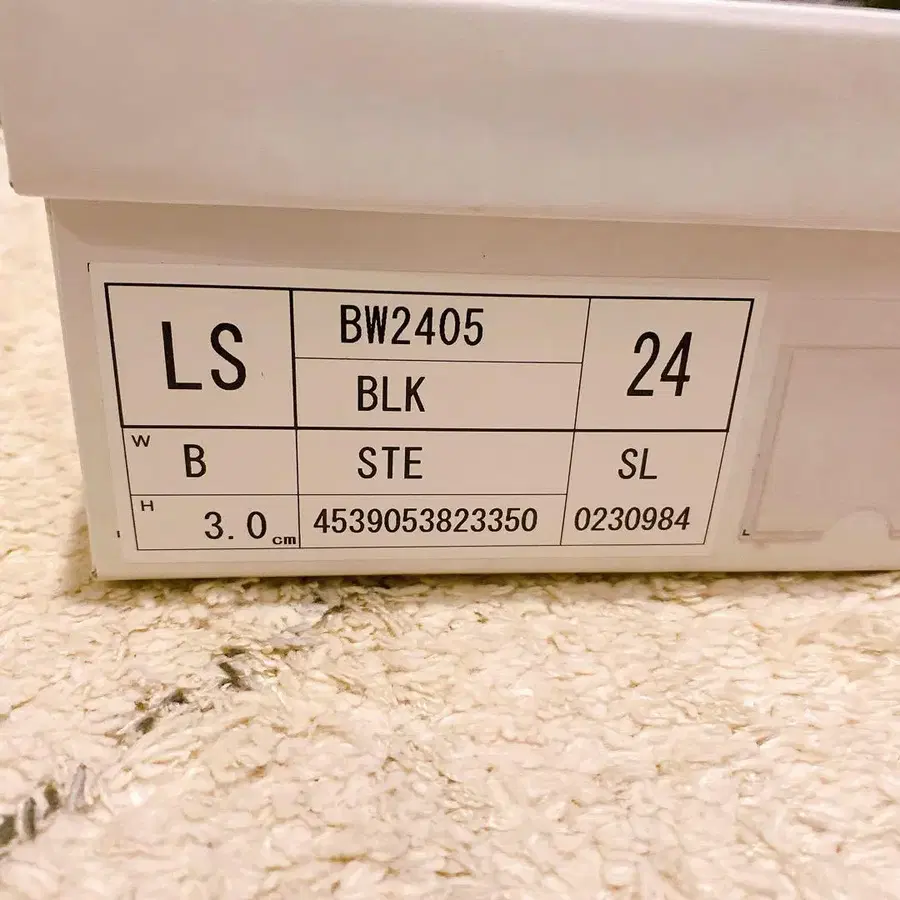 LS
BW2405
BLK
24
W
B
STE
SL
H
3.0cm
4539053823350
0230984